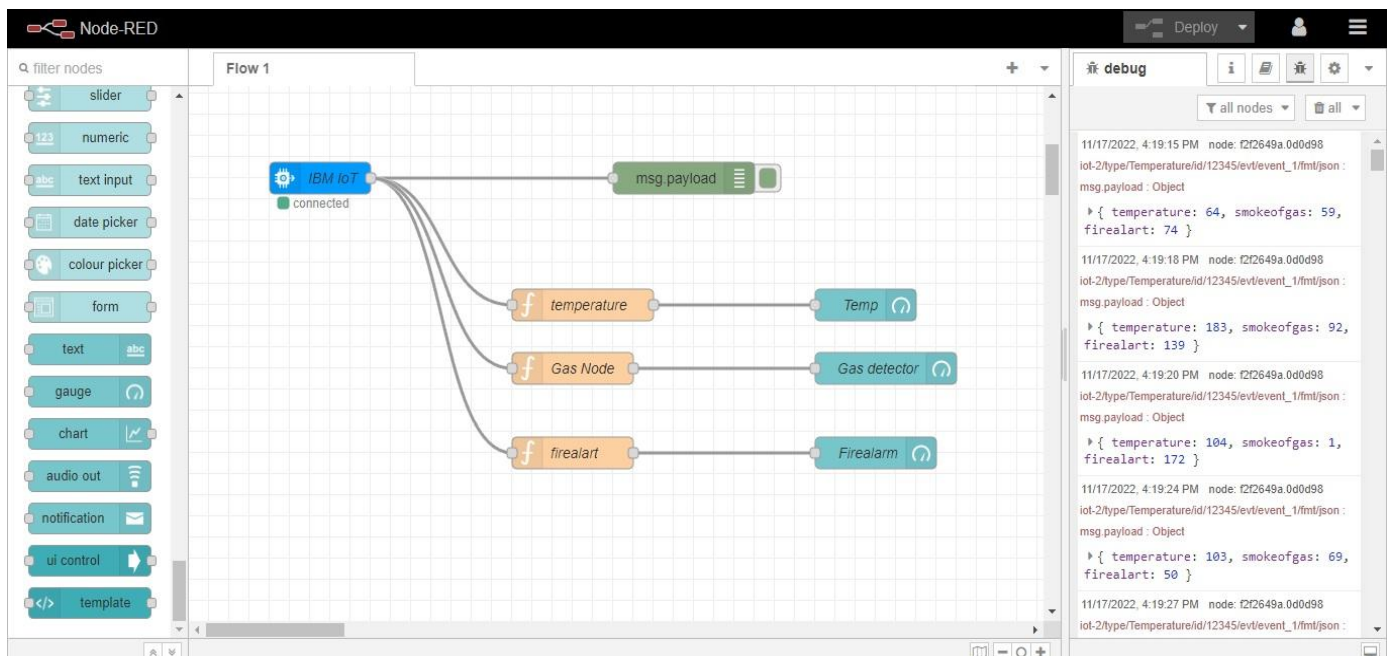 Node-RED
Deploy
filter nodes
Flow 1
debug
i
all nodes
all
slider
123 numeric
abc text input
date picker
colour picker
form
text abc
gauge
chart
audio out
notification
ui control
</> template
IBM IoT
connected
msg.payload
f temperature
Temp
f Gas Node
Gas detector
f firealart
Firealarm
11/17/2022, 4:19:15 PM node: f2f2649a.0d0d98
iot-2/type/Temperature/id/12345/evt/event_1/fmt/json :
msg.payload : Object
{ temperature: 64, smokeofgas: 59,
firealart: 74 }
11/17/2022, 4:19:18 PM node: f2f2649a.0d0d98
iot-2/type/Temperature/id/12345/evt/event_1/fmt/json :
msg.payload : Object
{ temperature: 183, smokeofgas: 92,
firealart: 139 }
11/17/2022, 4:19:20 PM node: f2f2649a.0d0d98
iot-2/type/Temperature/id/12345/evt/event_1/fmt/json :
msg.payload : Object
{ temperature: 104, smokeofgas: 1,
firealart: 172 }
11/17/2022, 4:19:24 PM node: f2f2649a.0d0d98
iot-2/type/Temperature/id/12345/evt/event_1/fmt/json :
msg.payload : Object
{ temperature: 103, smokeofgas: 69,
firealart: 50 }
11/17/2022, 4:19:27 PM node: f2f2649a.0d0d98
iot-2/type/Temperature/id/12345/evt/event_1/fmt/json :